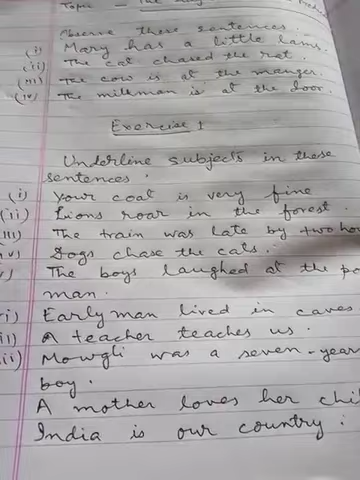 Topic - The
Observe these sentences.
(i) Mary has a little lamb.
(ii) The cat chased the rat.
(iii) The cow is at the manger.
(iv) The milkman is at the door.
Exercise 1
Underline subjects in these
sentences.
(i) Your coat is very fine
(ii) Lions roar in the forest.
(iii) The train was late by two
(iv) Dogs chase the cats.
The boys laughed at the
man.
Early man lived in caves
A teacher teaches us.
Mowgli was a seven-year
boy.
A mother loves her
India is our country.